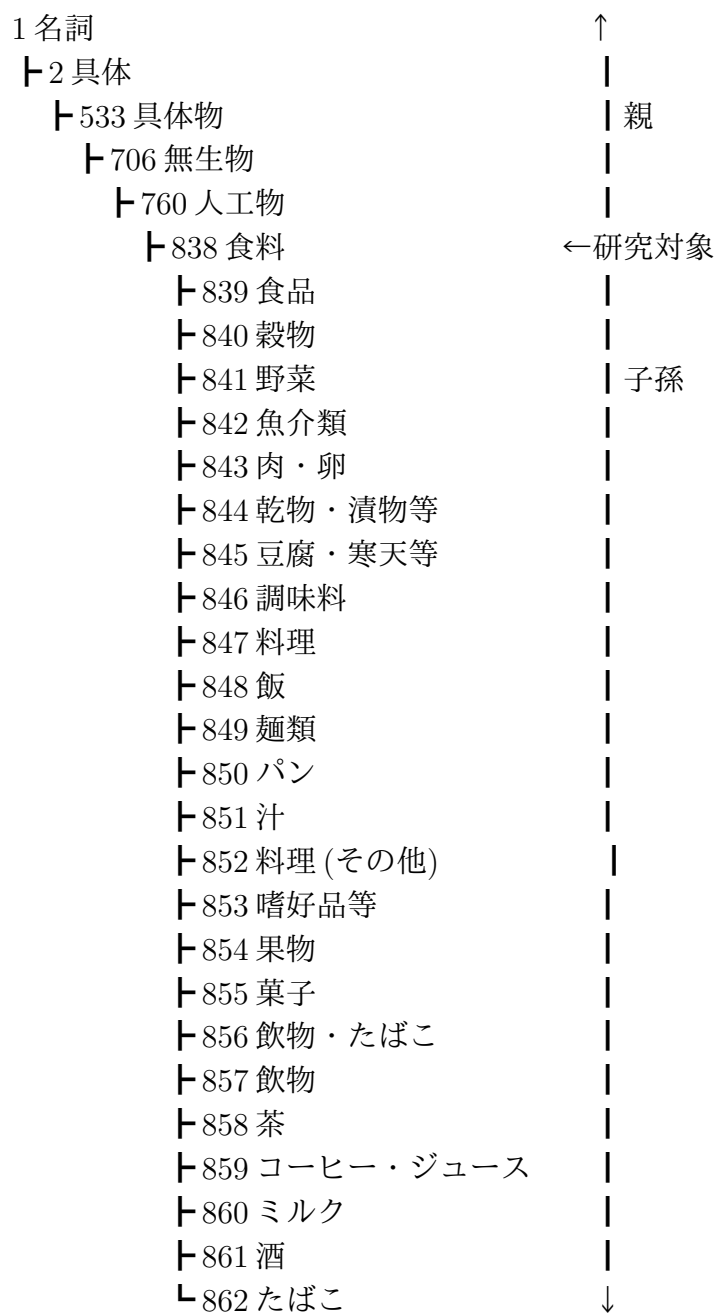 1 名詞 ↑
┣ 2 具体 ┃
┣ 533 具体物 ┃ 親
┣ 706 無生物 ┃
┣ 760 人工物 ┃
┣ 838 食料 ←研究対象
┣ 839 食品 ┃
┣ 840 穀物 ┃
┣ 841 野菜 ┃ 子孫
┣ 842 魚介類 ┃
┣ 843 肉・卵 ┃
┣ 844 乾物・漬物等 ┃
┣ 845 豆腐・寒天等 ┃
┣ 846 調味料 ┃
┣ 847 料理 ┃
┣ 848 飯 ┃
┣ 849 麺類 ┃
┣ 850 パン ┃
┣ 851 汁 ┃
┣ 852 料理 (その他) ┃
┣ 853 嗜好品等 ┃
┣ 854 果物 ┃
┣ 855 菓子 ┃
┣ 856 飲物・たばこ ┃
┣ 857 飲物 ┃
┣ 858 茶 ┃
┣ 859 コーヒー・ジュース ┃
┣ 860 ミルク ┃
┣ 861 酒 ┃
┗ 862 たばこ ↓